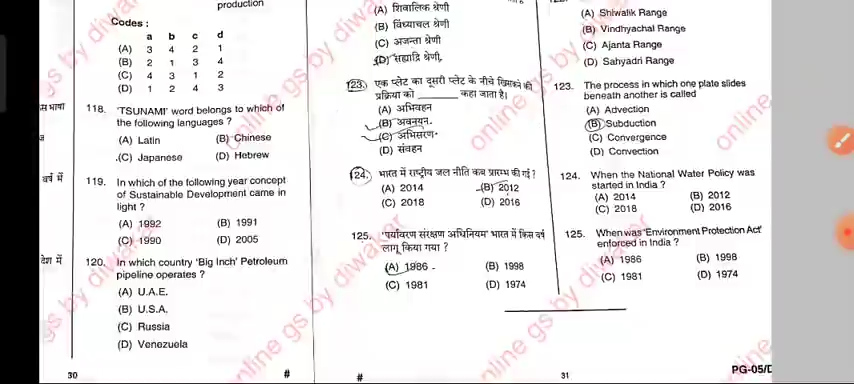 production
Codes :
a b c d
(A) 3 4 2 1
(B) 2 1 3 4
(C) 4 3 1 2
(D) 1 2 4 3
118. 'TSUNAMI' word belongs to which of
the following languages ?
(A) Latin (B) Chinese
(C) Japanese (D) Hebrew
119. In which of the following year concept
of Sustainable Development came in
light ?
(A) 1992 (B) 1991
(C) 1990 (D) 2005
120. In which country 'Big Inch' Petroleum
pipeline operates ?
(A) U.A.E.
(B) U.S.A.
(C) Russia
(D) Venezuela
30 #
भाषा
वर्ष में
देश में
(A) शिवालिक श्रेणी
(B) विंध्याचल श्रेणी
(C) अजन्ता श्रेणी
(D) सह्याद्रि श्रेणी
123. एक प्लेट का दूसरी प्लेट के नीचे खिसकने की
प्रक्रिया को ______ कहा जाता है।
(A) अभिवहन
(B) अवनयन
(C) अभिसरण
(D) संवहन
124. भारत में राष्ट्रीय जल नीति कब प्रारम्भ की गई ?
(A) 2014 (B) 2012
(C) 2018 (D) 2016
125. 'पर्यावरण संरक्षण अधिनियम' भारत में किस वर्ष
लागू किया गया ?
(A) 1986 (B) 1998
(C) 1981 (D) 1974
#
(A) Shiwalik Range
(B) Vindhyachal Range
(C) Ajanta Range
(D) Sahyadri Range
123. The process in which one plate slides
beneath another is called
(A) Advection
(B) Subduction
(C) Convergence
(D) Convection
124. When the National Water Policy was
started in India ?
(A) 2014 (B) 2012
(C) 2018 (D) 2016
125. When was 'Environment Protection Act'
enforced in India ?
(A) 1986 (B) 1998
(C) 1981 (D) 1974
31 PG-05/
online gs by diwaker